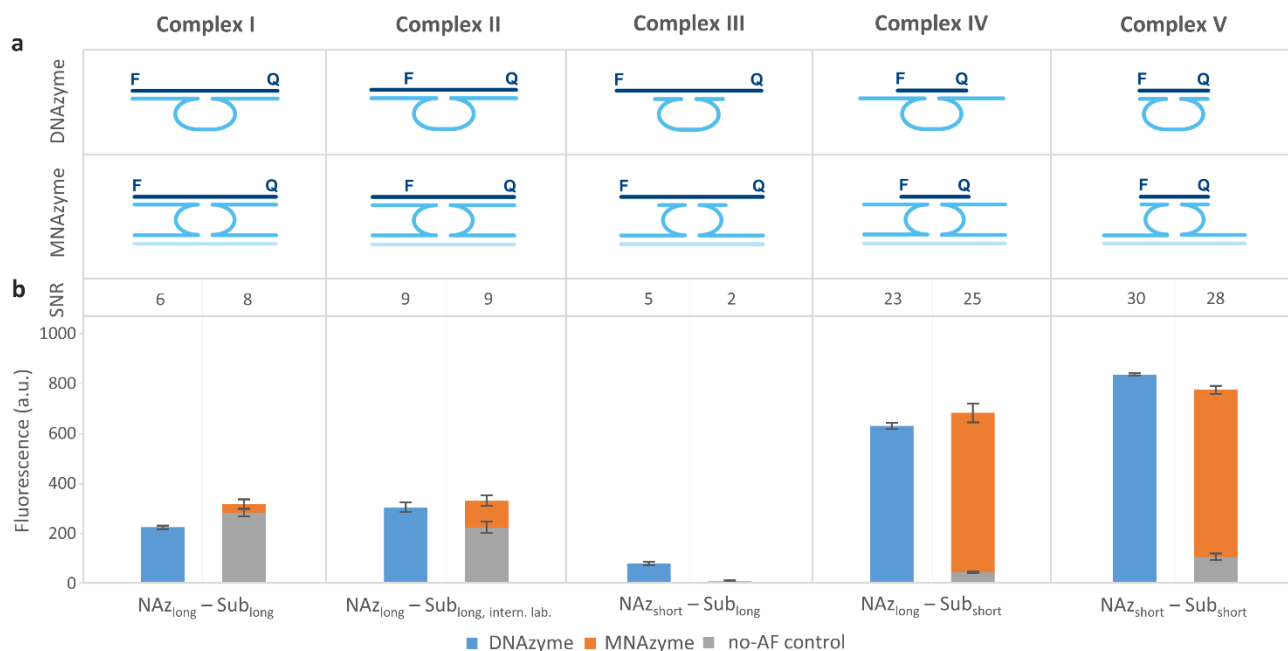 Complex I Complex II Complex III Complex IV Complex V
a
DNAzyme
F Q F Q F Q F Q F Q
MNAzyme
F Q F Q F Q F Q F Q
b
SNR
6 8 9 9 5 2 23 25 30 28
Fluorescence (a.u.)
1000
800
600
400
200
0
NAzlong – Sublong NAzlong – Sublong, intern. lab. NAzshort – Sublong NAzlong – Subshort NAzshort – Subshort
DNAzyme MNAzyme no-AF control